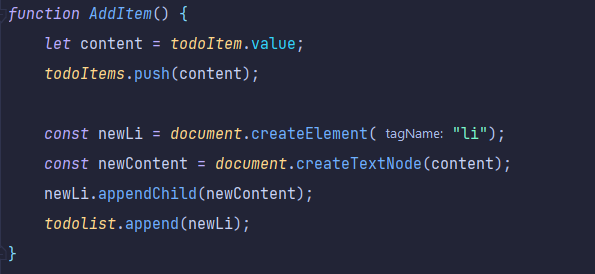 function AddItem() {
let content = todoItem.value;
todoItems.push(content);
const newLi = document.createElement( tagName: "li");
const newContent = document.createTextNode(content);
newLi.appendChild(newContent);
todolist.append(newLi);
}